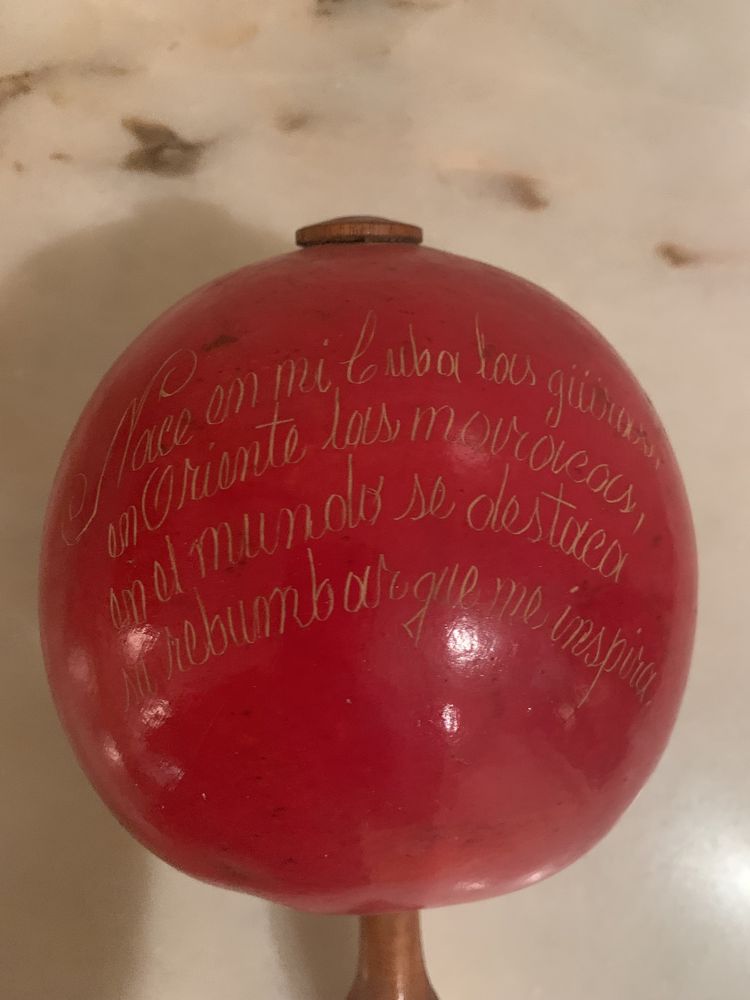 Nace en mi Cuba las güiras,
en Oriente las maracas,
en el mundo se destaca
su rebumbar que me inspira.